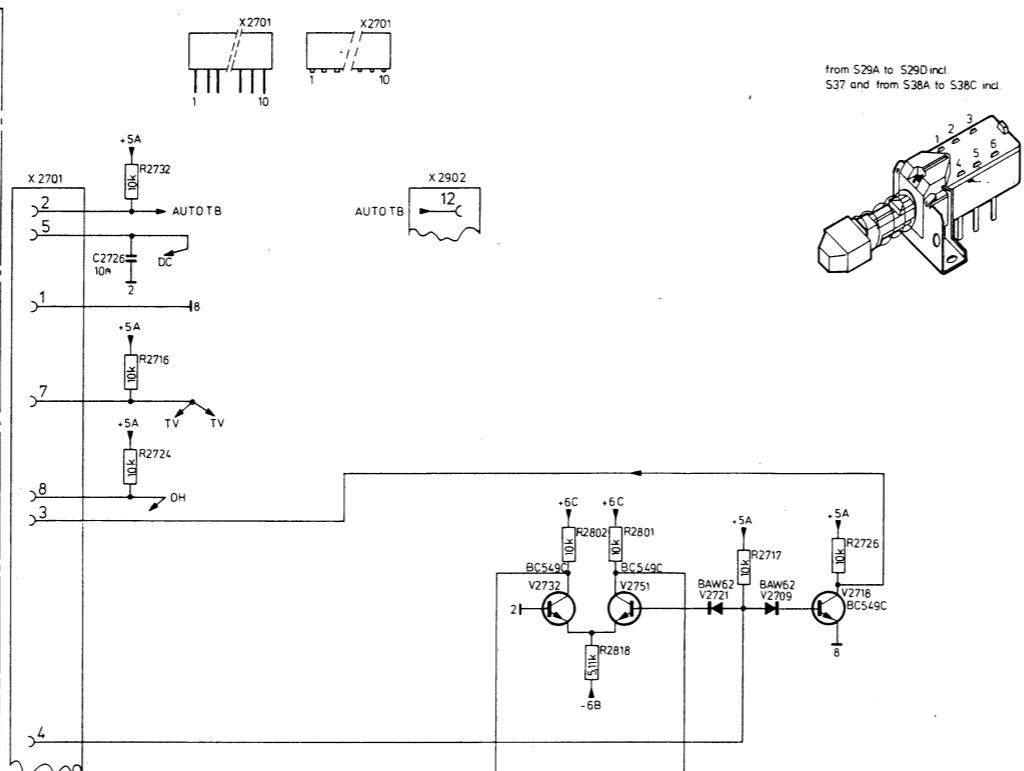 X2701
1
10
X2701
1
10
from S29A to S29D incl.
S37 and from S38A to S38C incl.
1
2
3
4
5
6
+5A
R2732
10k
X2701
2
AUTO TB
5
C2726
10n
DC
2
X2902
AUTO TB
12
1
8
+5A
R2716
10k
7
TV
TV
+5A
R2724
10k
8
OH
3
+6C
+6C
R2802
10k
R2801
10k
BC549C
BC549C
V2732
V2751
2
R2818
5,11k
-6B
+5A
R2717
10k
BAW62
V2721
BAW62
V2709
+5A
R2726
10k
V2718
BC549C
8
4